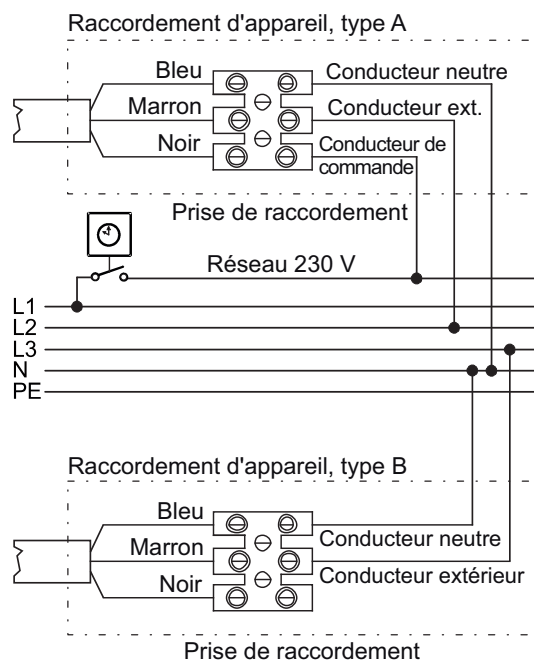 Raccordement d'appareil, type A
Bleu
Conducteur neutre
Marron
Conducteur ext.
Noir
Conducteur de
commande
Prise de raccordement
Réseau 230 V
L1
L2
L3
N
PE
Raccordement d'appareil, type B
Bleu
Conducteur neutre
Marron
Conducteur extérieur
Noir
Prise de raccordement